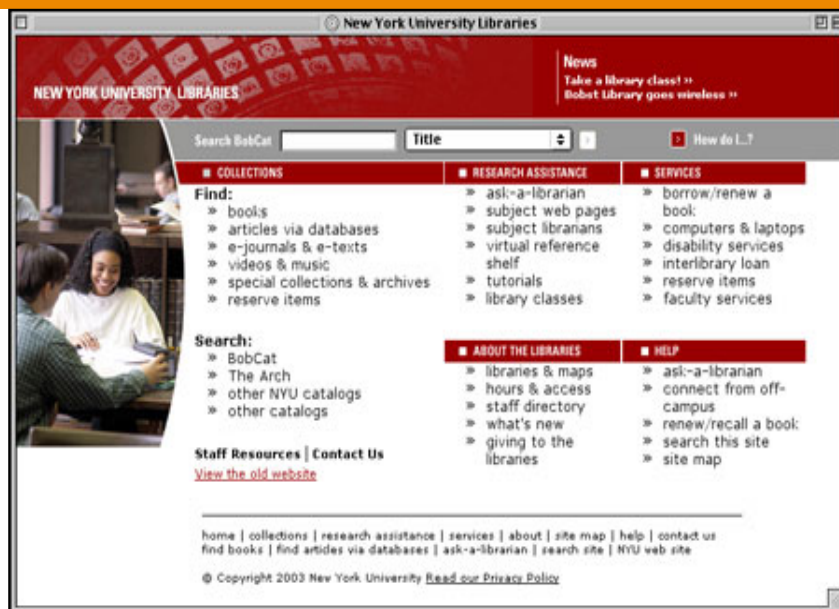 New York University Libraries
NEW YORK UNIVERSITY LIBRARIES
News
Take a library class! »
Bobst Library goes wireless »
Search BobCat
Title
How do I...?
COLLECTIONS
Find:
» books
» articles via databases
» e-journals & e-texts
» videos & music
» special collections & archives
» reserve items
Search:
» BobCat
» The Arch
» other NYU catalogs
» other catalogs
Staff Resources | Contact Us
View the old website
RESEARCH ASSISTANCE
» ask-a-librarian
» subject web pages
» subject librarians
» virtual reference
shelf
» tutorials
» library classes
SERVICES
» borrow/renew a
book
» computers & laptops
» disability services
» interlibrary loan
» reserve items
» faculty services
ABOUT THE LIBRARIES
» libraries & maps
» hours & access
» staff directory
» what's new
» giving to the
libraries
HELP
» ask-a-librarian
» connect from off-
campus
» renew/recall a book
» search this site
» site map
home | collections | research assistance | services | about | site map | help | contact us
find books | find articles via databases | ask-a-librarian | search site | NYU web site
© Copyright 2003 New York University Read our Privacy Policy